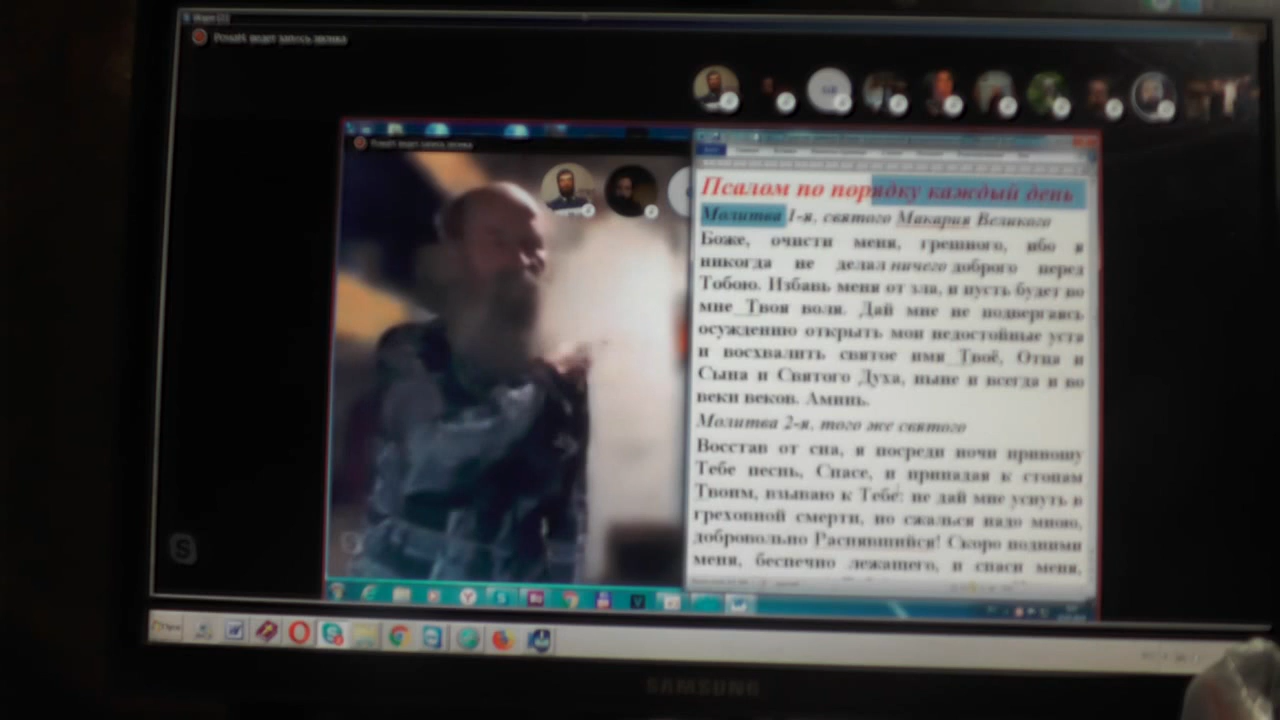 ведет запись звонка
Псалом по порядку каждый день
Молитва 1-я, святого Макария Великого
Боже, очисти меня, грешного, ибо я
никогда не делал ничего доброго перед
Тобою. Избавь меня от зла, и пусть будет во
мне Твоя воля. Дай мне не подвергаясь
осуждению открыть мои недостойные уста
и восхвалить святое имя Твоё, Отца и
Сына и Святого Духа, ныне и всегда и во
веки веков. Аминь.
Молитва 2-я, того же святого
Восстав от сна, я посреди ночи приношу
Тебе песнь, Спасе, и припадая к стопам
Твоим, взываю к Тебе: не дай мне уснуть в
греховной смерти, но сжалься надо мною,
добровольно Распявшийся! Скоро подними
меня, беспечно лежащего, и спаси меня,
SAMSUNG